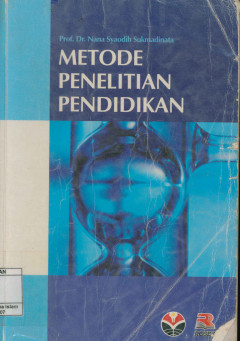 Prof. Dr. Nana Syaodih Sukmadinata
METODE
PENELITIAN
PENDIDIKAN